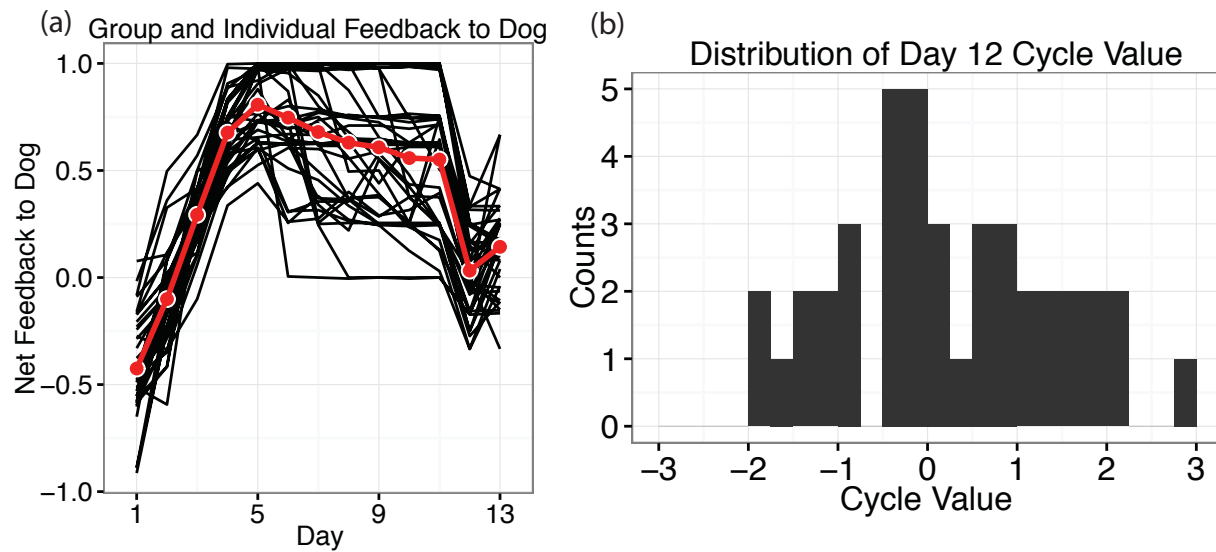 (a)
Group and Individual Feedback to Dog
Net Feedback to Dog
1.0
0.5
0.0
−0.5
−1.0
1 5 9 13
Day
(b)
Distribution of Day 12 Cycle Value
Counts
5
4
3
2
1
0
−3 −2 −1 0 1 2 3
Cycle Value